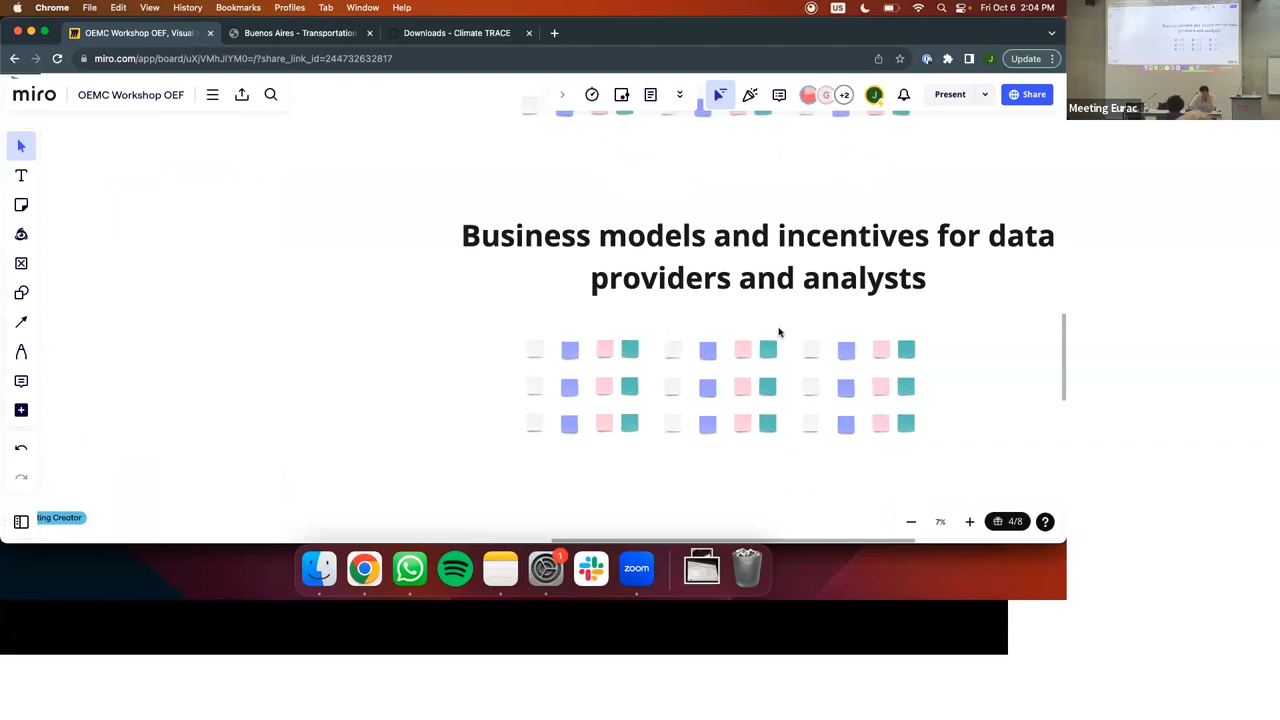 Chrome File Edit View History Bookmarks Profiles Tab Window Help US Fri Oct 6 2:04 PM
OEMC Workshop OEF, Visual
Buenos Aires - Transportation
Downloads - Climate TRACE
miro.com/app/board/uXjVMhJlYM0=/?share_link_id=244732632817
J
Update
miro
OEMC Workshop OEF
G
+2
J
Present
Share
Meeting Eurac
Business models and incentives for data
providers and analysts
ting Creator
7%
4/8
?
1
zoom